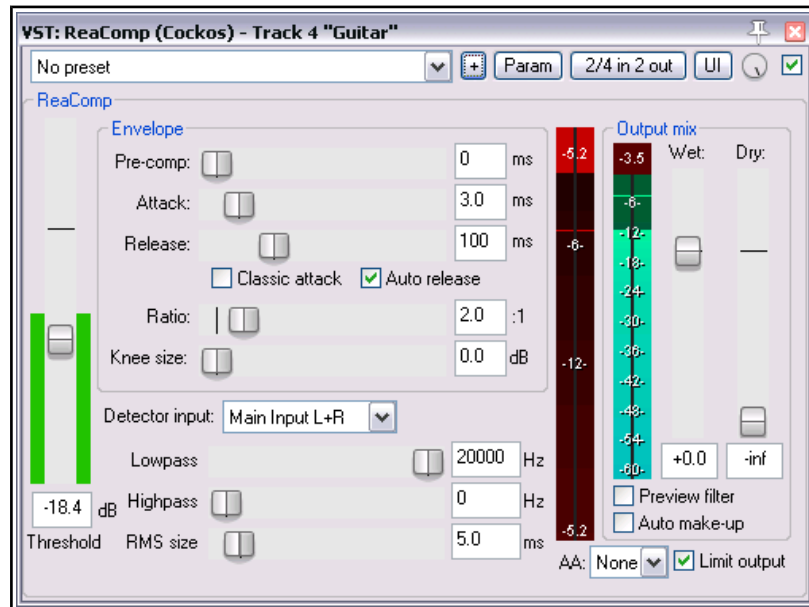 VST: ReaComp (Cockos) - Track 4 "Guitar"
No preset + Param 2/4 in 2 out UI
ReaComp
Envelope
Pre-comp: 0 ms
Attack: 3.0 ms
Release: 100 ms
Classic attack Auto release
Ratio: 2.0 :1
Knee size: 0.0 dB
Detector input: Main Input L+R
Lowpass 20000 Hz
Highpass 0 Hz
RMS size 5.0 ms
-18.4 dB
Threshold
-5.2
-6-
-12-
-5.2
Output mix
Wet: Dry:
-3.5
-6-
-12-
-18-
-24-
-30-
-36-
-42-
-48-
-54-
-60-
+0.0 -inf
Preview filter
Auto make-up
AA: None Limit output